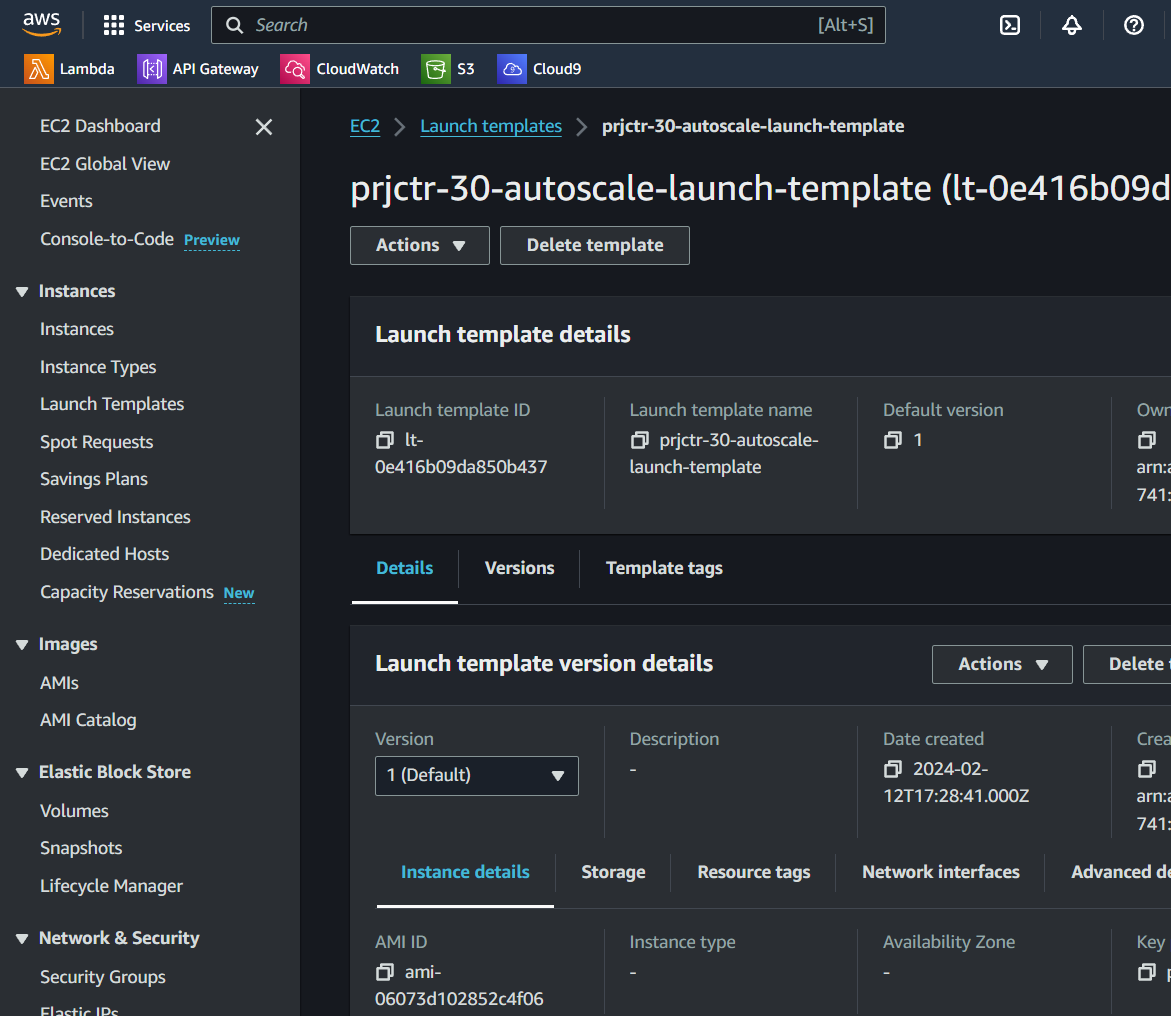 aws
Services
Search
[Alt+S]
Lambda
API Gateway
CloudWatch
S3
Cloud9
EC2 Dashboard
EC2 Global View
Events
Console-to-Code Preview
Instances
Instances
Instance Types
Launch Templates
Spot Requests
Savings Plans
Reserved Instances
Dedicated Hosts
Capacity Reservations New
Images
AMIs
AMI Catalog
Elastic Block Store
Volumes
Snapshots
Lifecycle Manager
Network & Security
Security Groups
Elastic IPs
EC2
Launch templates
prjctr-30-autoscale-launch-template
prjctr-30-autoscale-launch-template (lt-0e416b09d
Actions
Delete template
Launch template details
Launch template ID
lt-
0e416b09da850b437
Launch template name
prjctr-30-autoscale-
launch-template
Default version
1
Own
arn:a
741:
Details
Versions
Template tags
Launch template version details
Actions
Delete
Version
1 (Default)
Description
-
Date created
2024-02-
12T17:28:41.000Z
Crea
arn:a
741:
Instance details
Storage
Resource tags
Network interfaces
Advanced de
AMI ID
ami-
06073d102852c4f06
Instance type
-
Availability Zone
-
Key
p